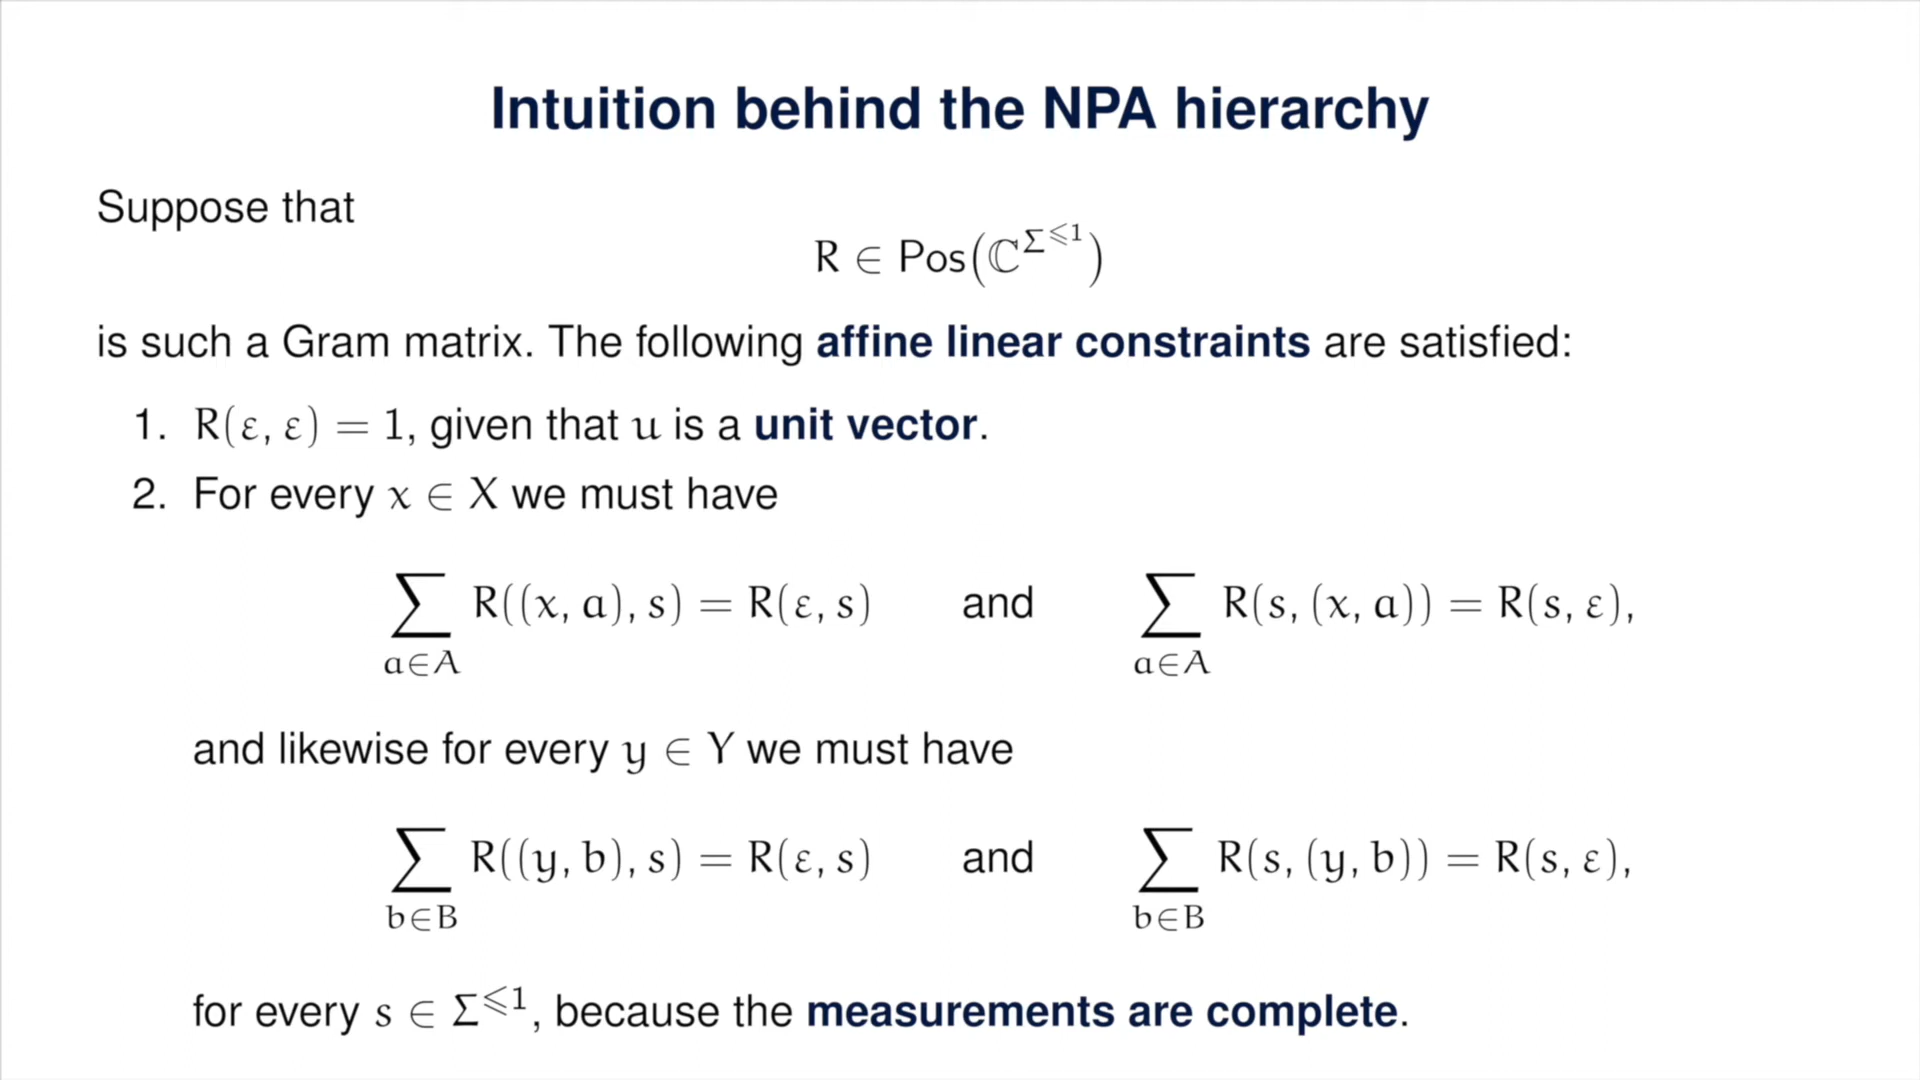 Intuition behind the NPA hierarchy
Suppose that
R ∈ Pos(ℂ^{Σ^{⩽1}})
is such a Gram matrix. The following affine linear constraints are satisfied:
1. R(ε, ε) = 1, given that u is a unit vector.
2. For every x ∈ X we must have
∑_{a∈A} R((x, a), s) = R(ε, s) and ∑_{a∈A} R(s, (x, a)) = R(s, ε),
and likewise for every y ∈ Y we must have
∑_{b∈B} R((y, b), s) = R(ε, s) and ∑_{b∈B} R(s, (y, b)) = R(s, ε),
for every s ∈ Σ^{⩽1}, because the measurements are complete.